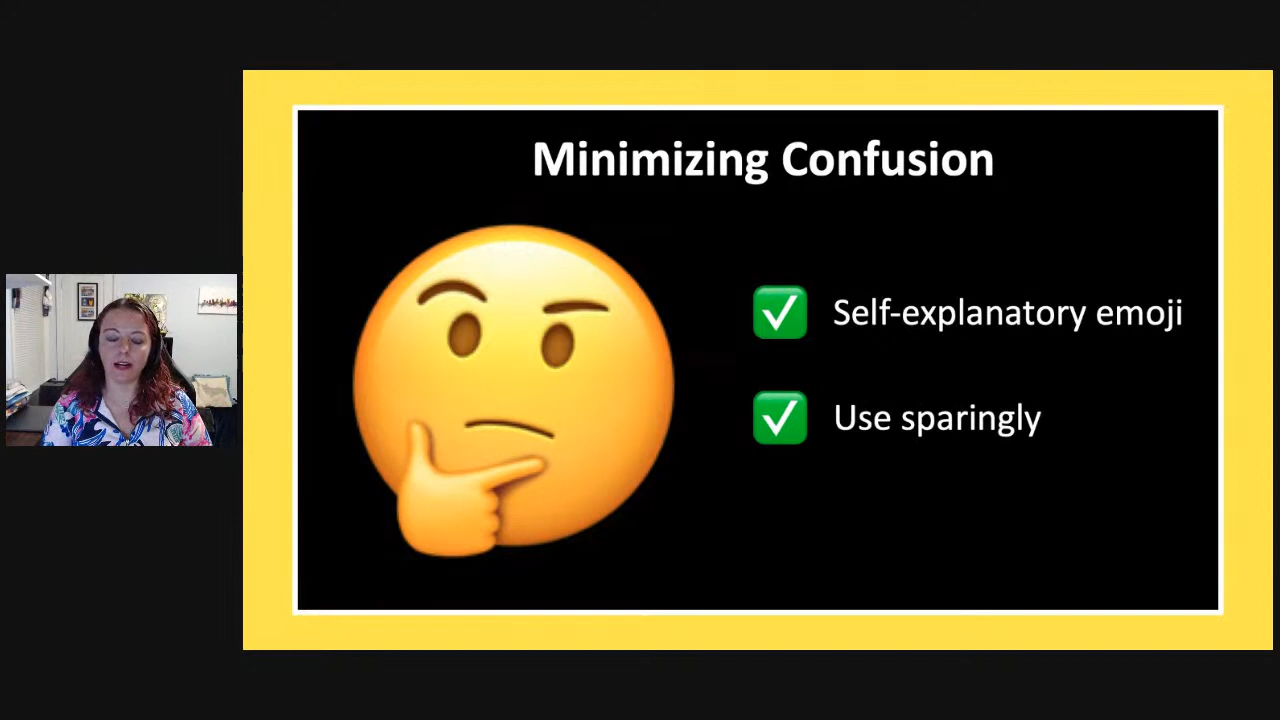 Minimizing Confusion
✅ Self-explanatory emoji
✅ Use sparingly